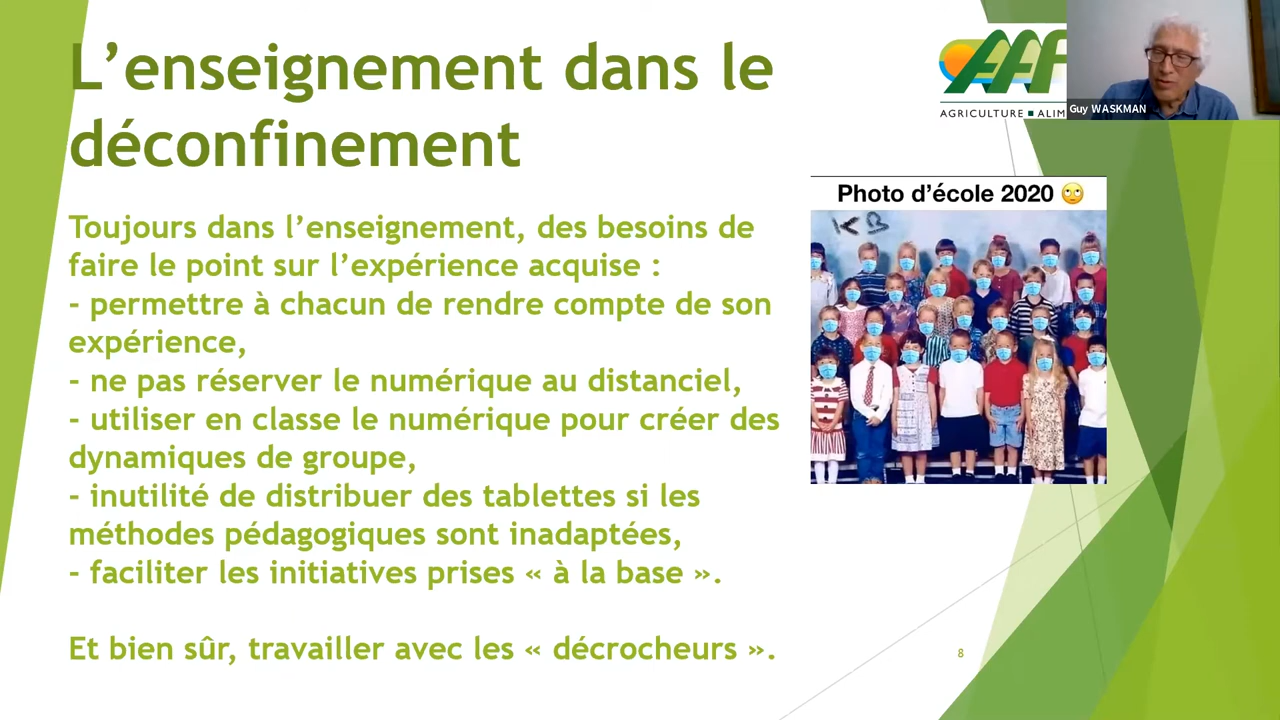 L’enseignement dans le
déconfinement
AAF
AGRICULTURE ■ ALIM
Guy WASKMAN
Photo d’école 2020 🙄
KB
Toujours dans l’enseignement, des besoins de
faire le point sur l’expérience acquise :
- permettre à chacun de rendre compte de son
expérience,
- ne pas réserver le numérique au distanciel,
- utiliser en classe le numérique pour créer des
dynamiques de groupe,
- inutilité de distribuer des tablettes si les
méthodes pédagogiques sont inadaptées,
- faciliter les initiatives prises « à la base ».
Et bien sûr, travailler avec les « décrocheurs ».
8